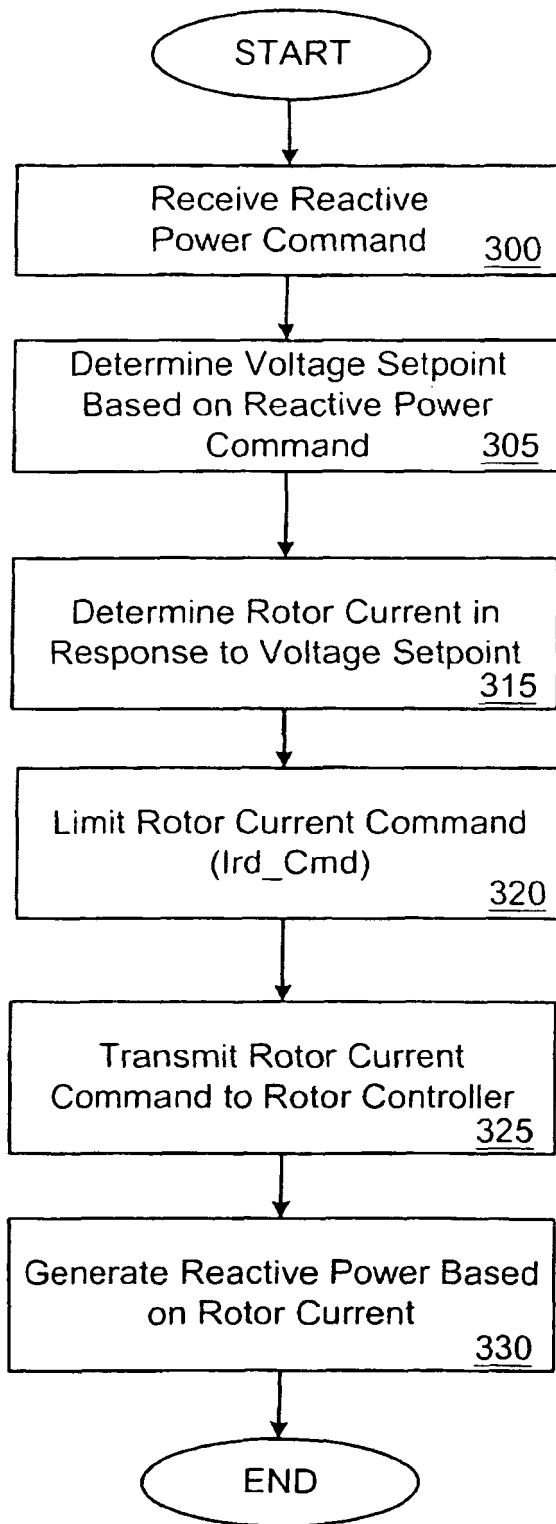 START
Receive Reactive
Power Command
300
Determine Voltage Setpoint
Based on Reactive Power
Command
305
Determine Rotor Current in
Response to Voltage Setpoint
315
Limit Rotor Current Command
(Ird_Cmd)
320
Transmit Rotor Current
Command to Rotor Controller
325
Generate Reactive Power Based
on Rotor Current
330
END